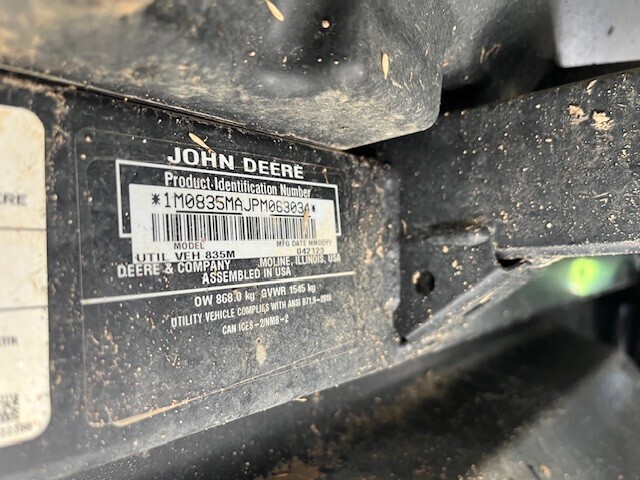 JOHN DEERE
Product Identification Number
*1M0835MAJPM063034*
MODEL MFG DATE MMDDYY
UTIL VEH 835M 042123
DEERE & COMPANY MOLINE, ILLINOIS, USA
ASSEMBLED IN USA
OW 868.0 kg GVWR 1545 kg
UTILITY VEHICLE COMPLIES WITH ANSI B71.9-2016
CAN ICES-2/NMB-2
ERE